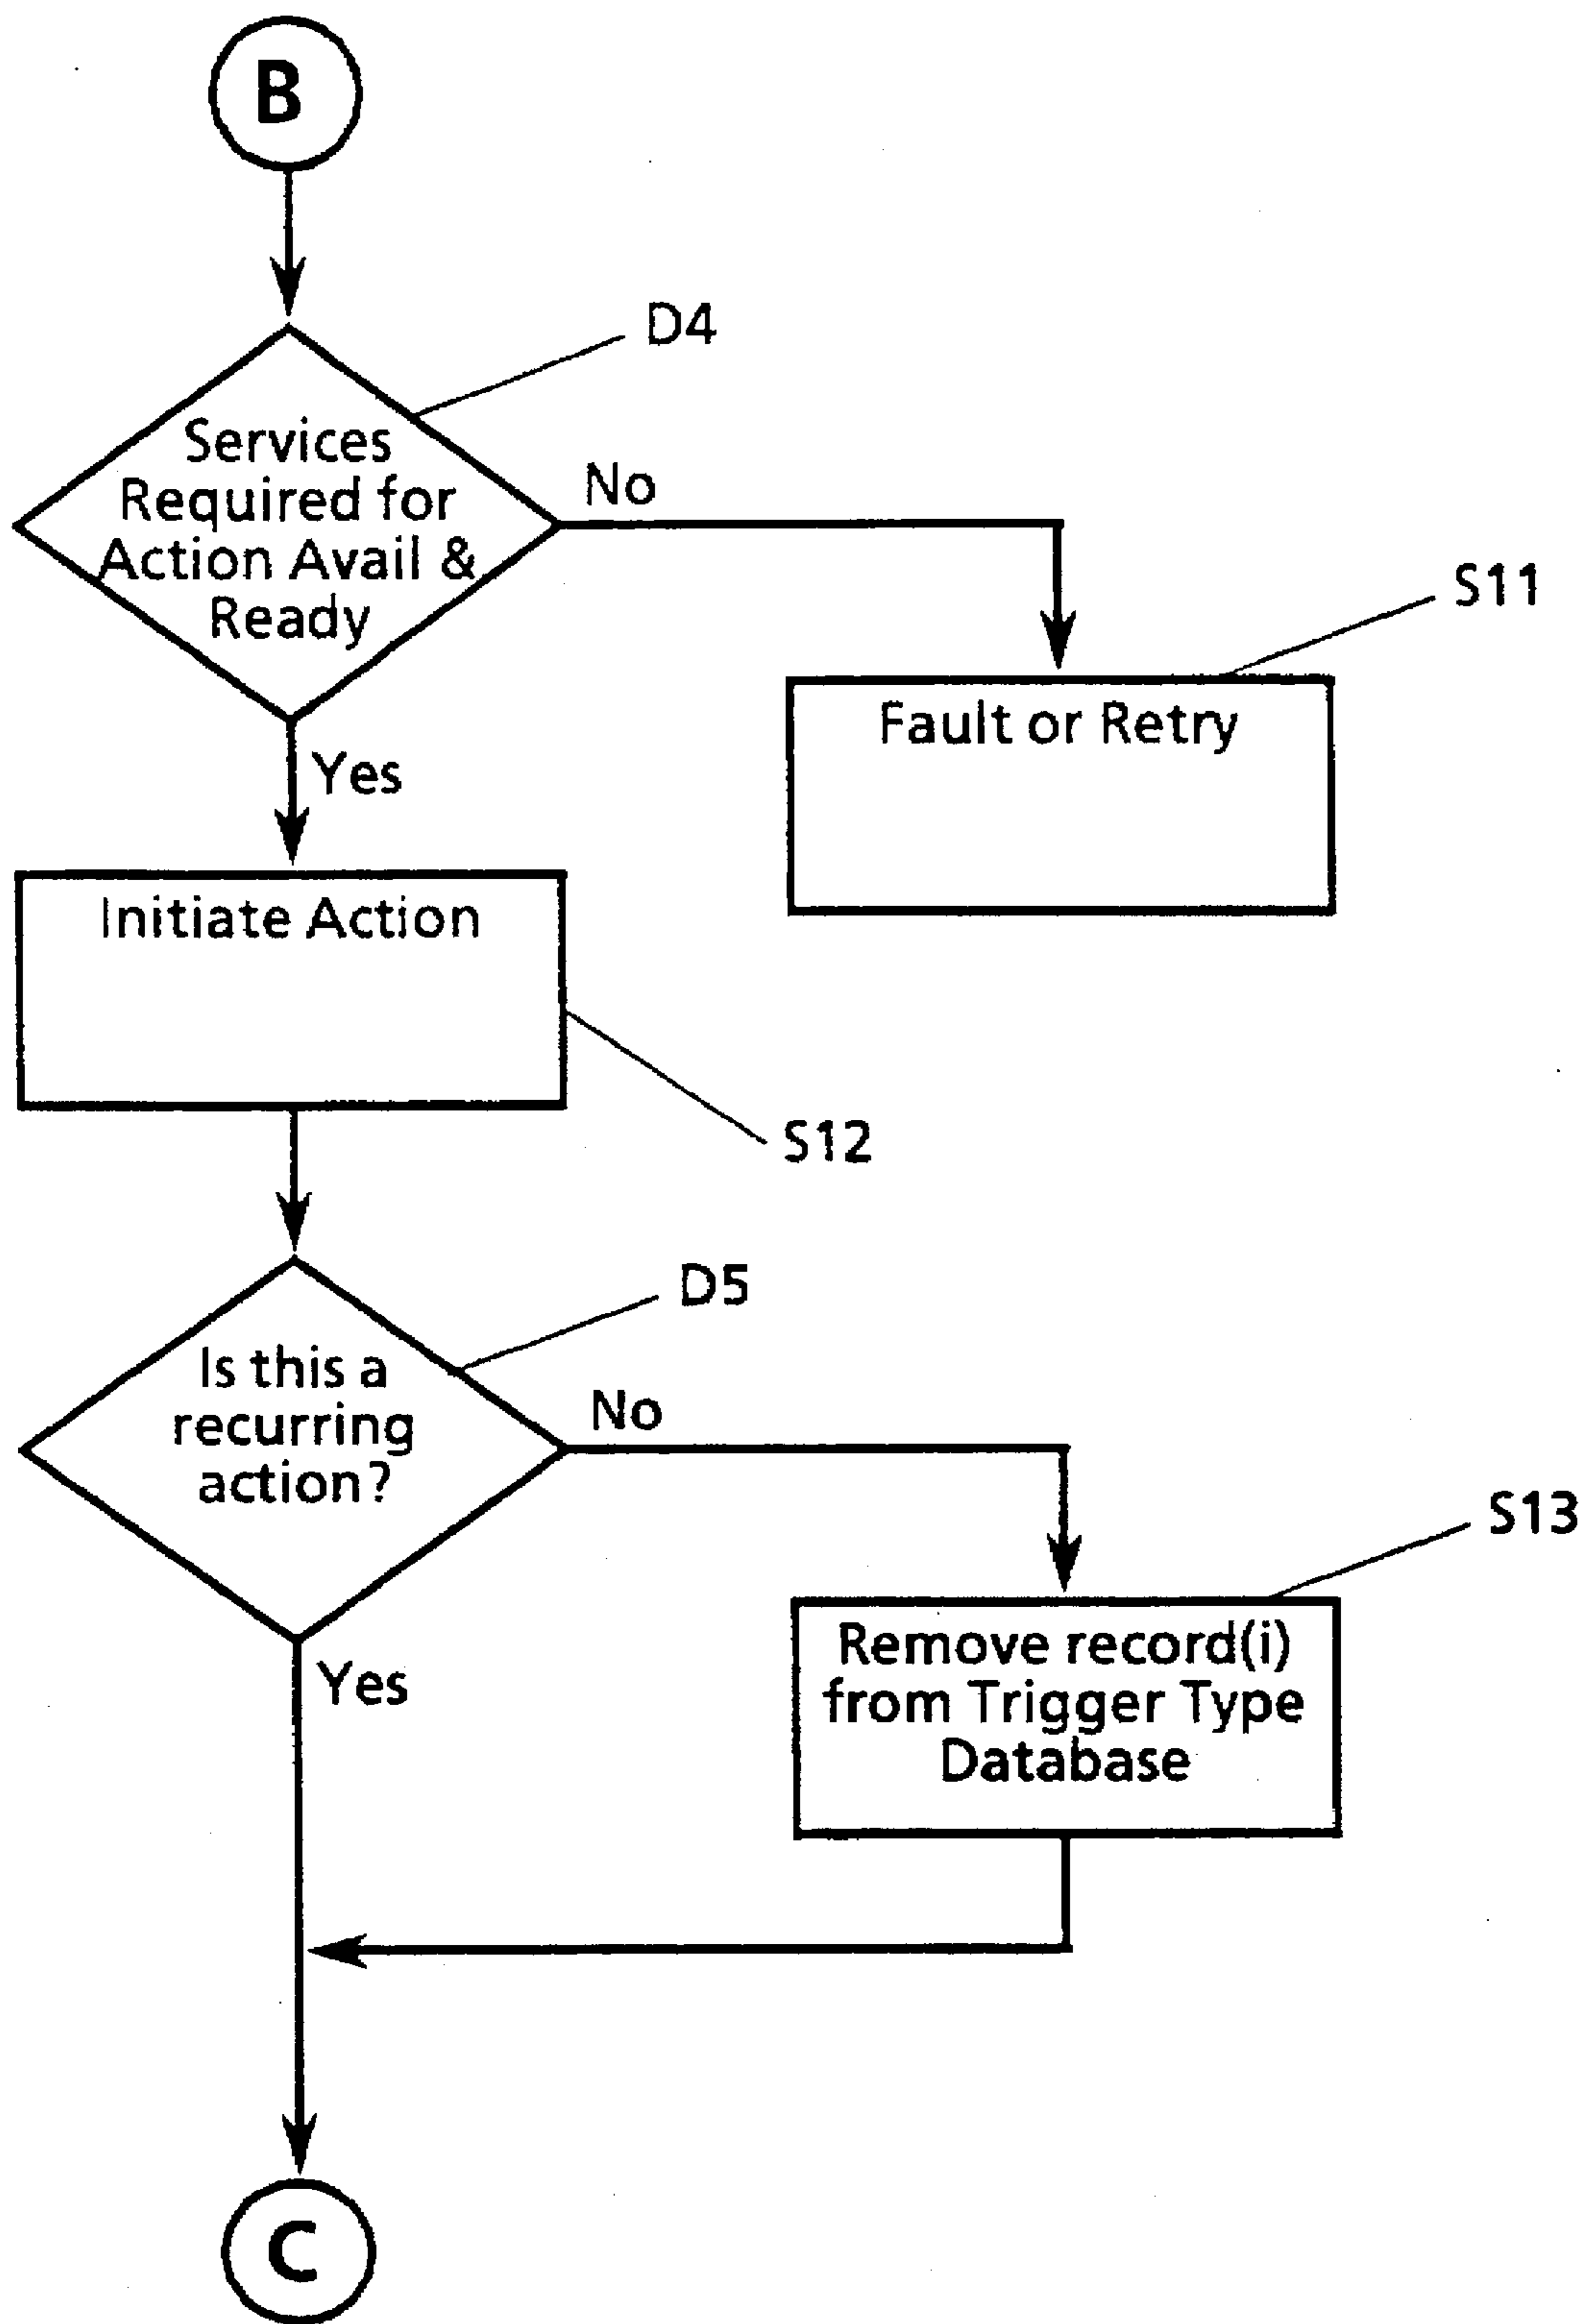 B
D4
Services
Required for
Action Avail &
Ready
No
S11
Fault or Retry
Yes
Initiate Action
S12
D5
Is this a
recurring
action?
No
S13
Remove record(i)
from Trigger Type
Database
Yes
C